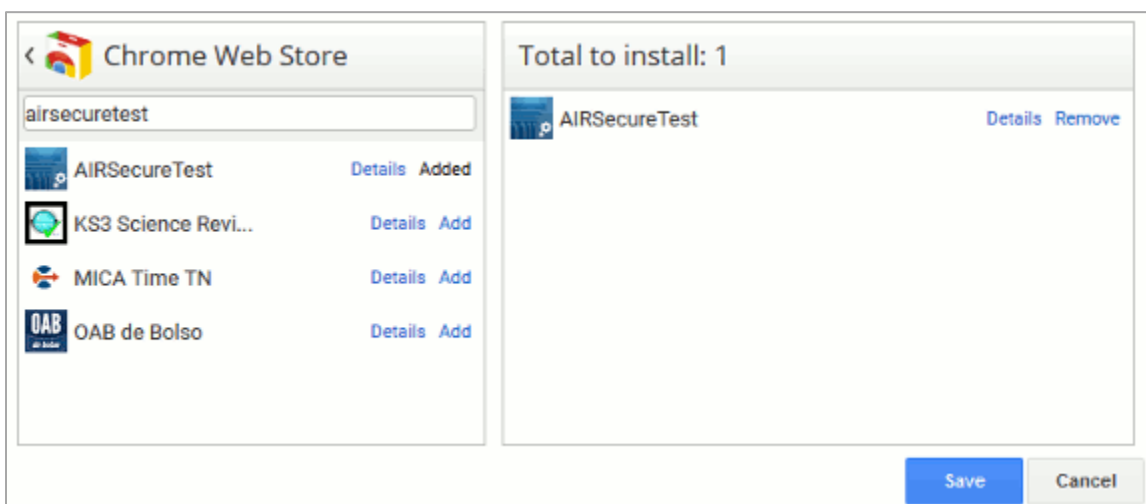 Chrome Web Store
airsecuretest
AIRSecureTest Details Added
KS3 Science Revi... Details Add
MICA Time TN Details Add
OAB de Bolso Details Add
Total to install: 1
AIRSecureTest Details Remove
Save Cancel